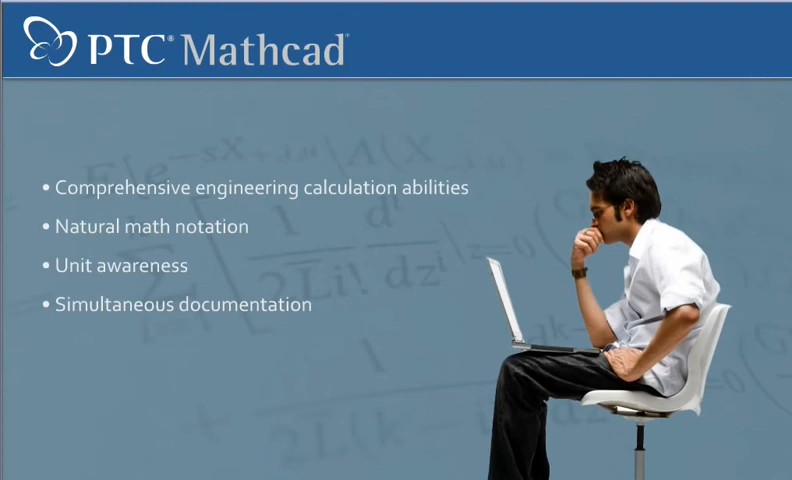 PTC® Mathcad®
• Comprehensive engineering calculation abilities
• Natural math notation
• Unit awareness
• Simultaneous documentation